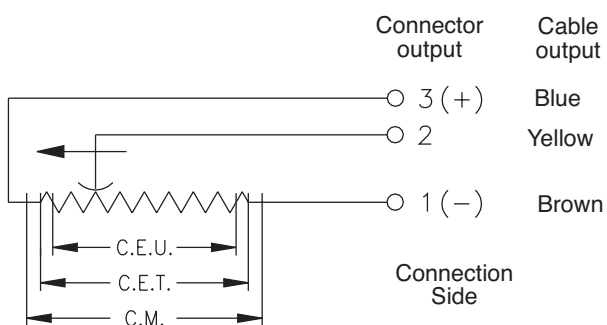 Connector output
Cable output
3 (+) Blue
2 Yellow
1 (−) Brown
C.E.U.
C.E.T.
C.M.
Connection Side